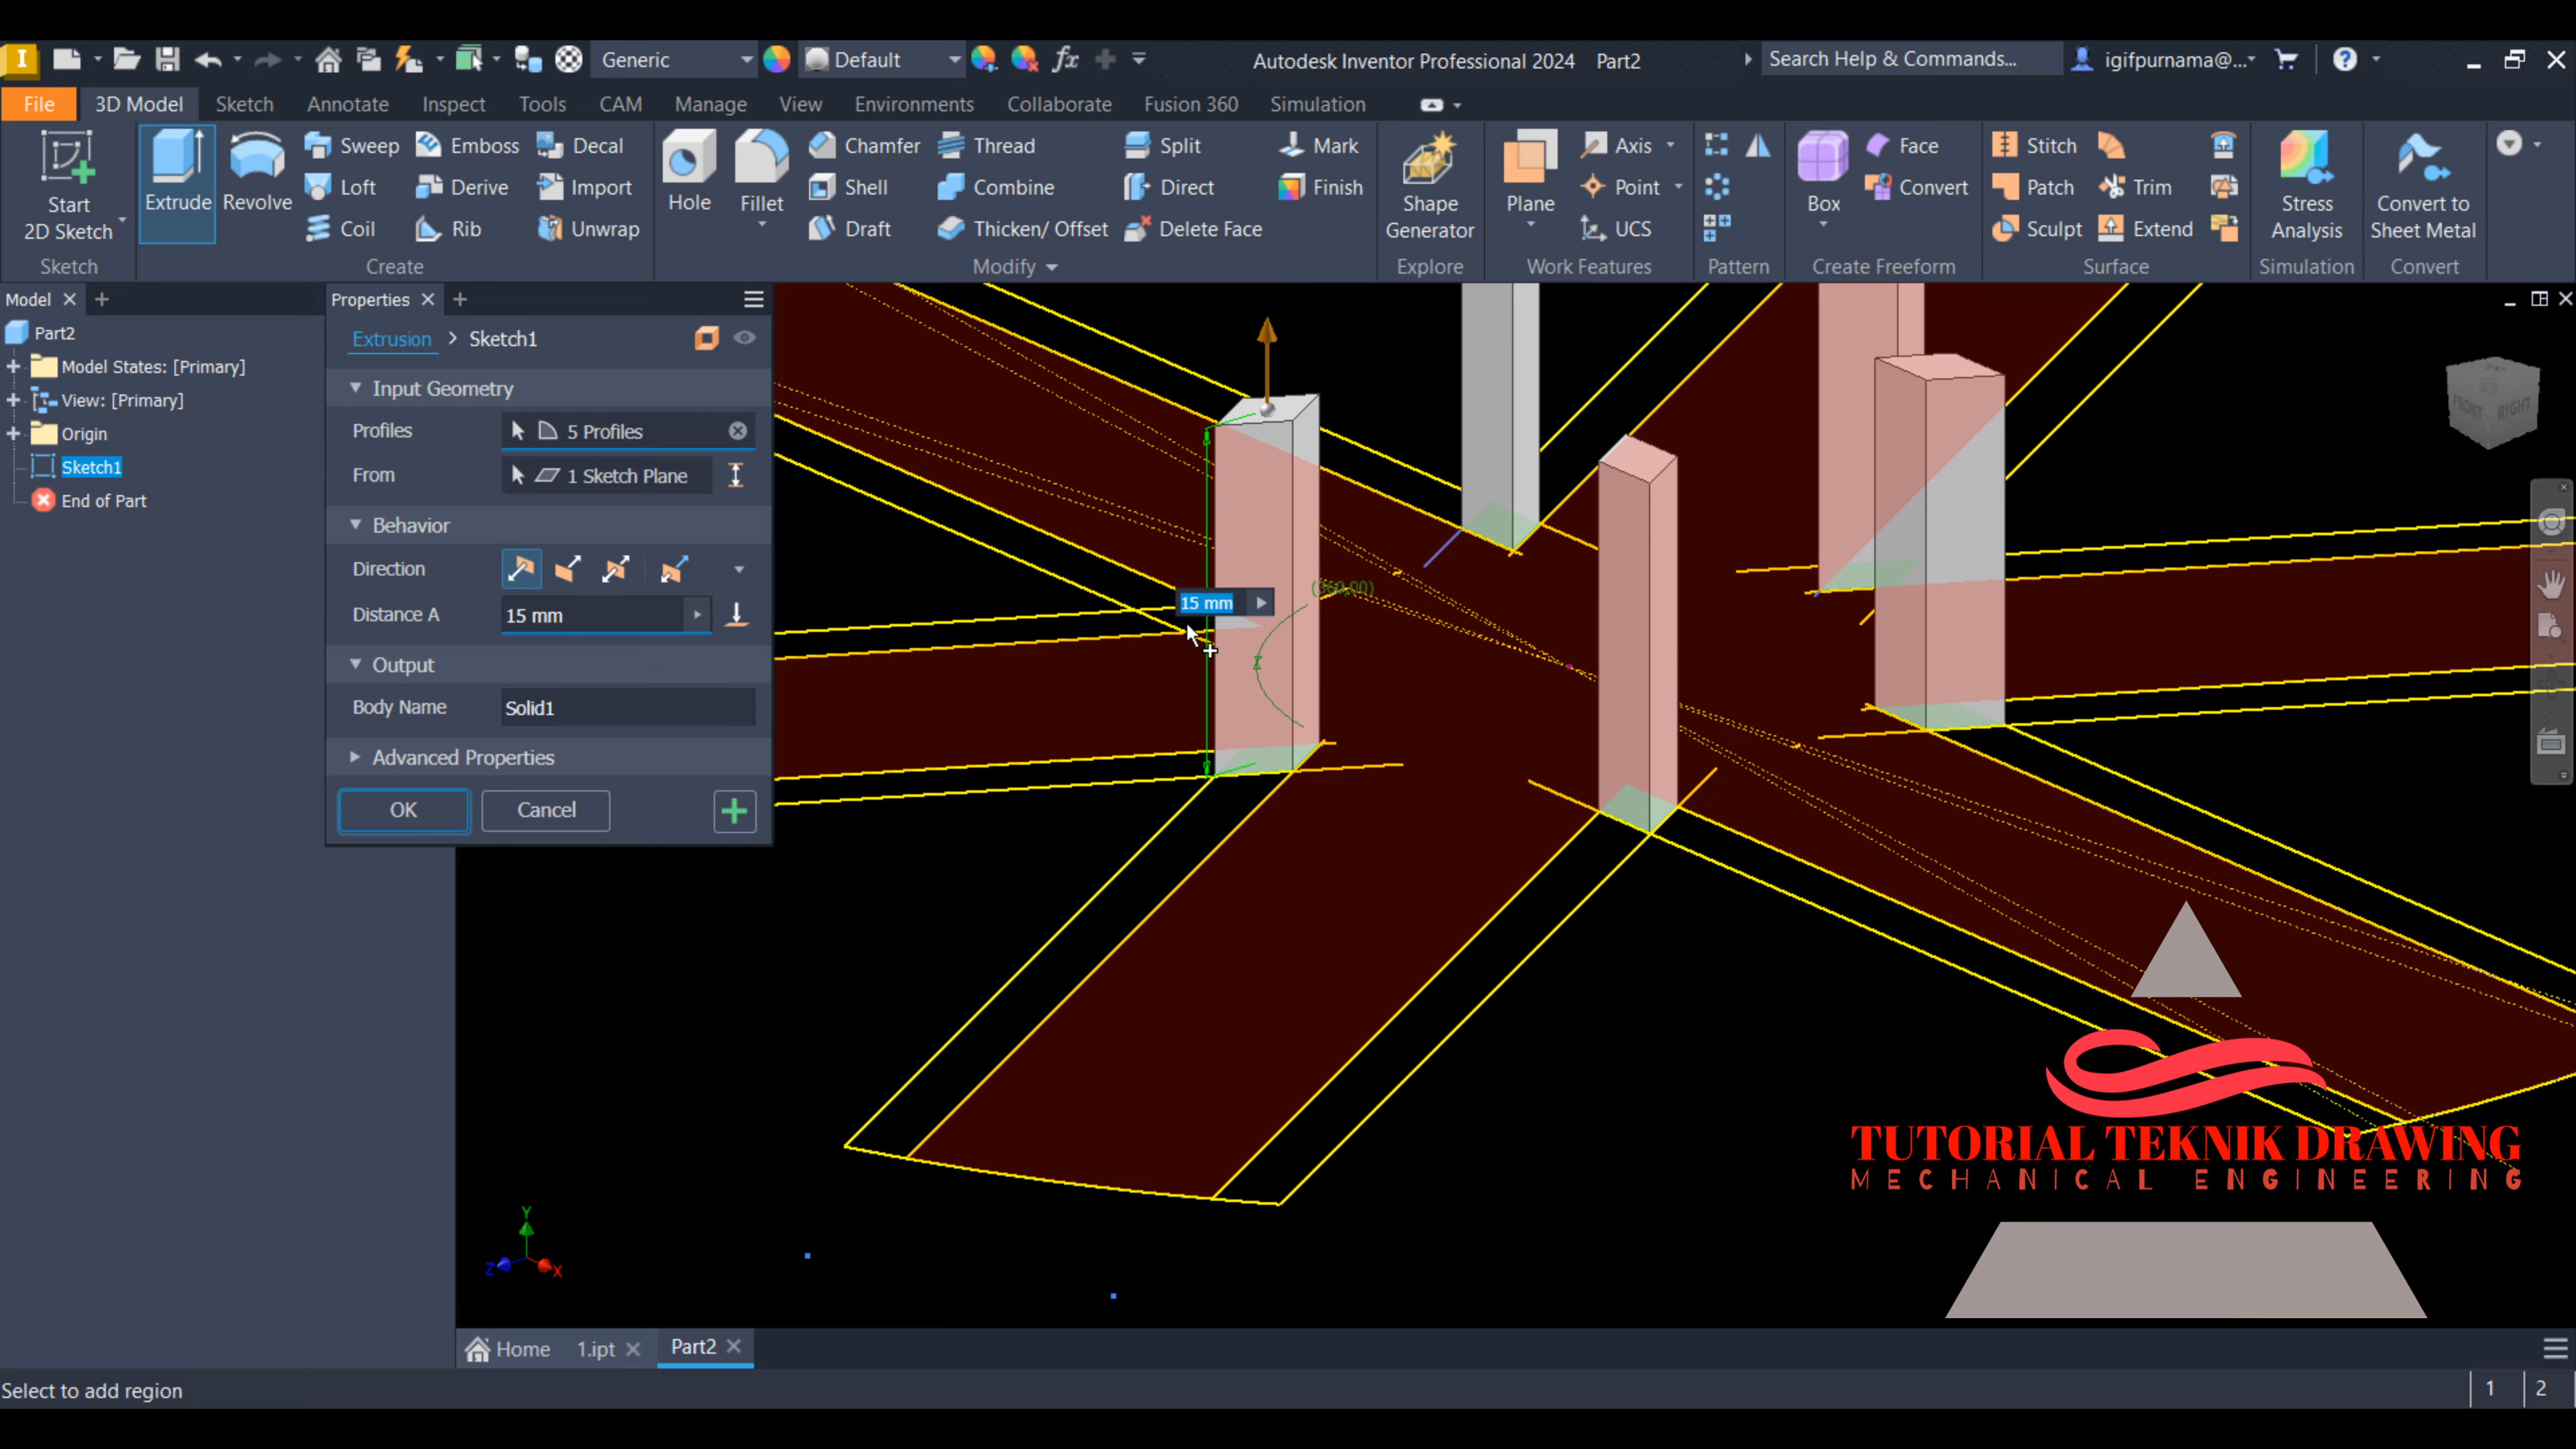 I Generic Default fx Autodesk Inventor Professional 2024 Part2 Search Help & Commands... igifpurnama@...
File 3D Model Sketch Annotate Inspect Tools CAM Manage View Environments Collaborate Fusion 360 Simulation
Start 2D Sketch
Extrude Revolve
Sweep Emboss Decal
Loft Derive Import
Coil Rib Unwrap
Hole Fillet
Chamfer Thread Split Mark
Shell Combine Direct Finish
Draft Thicken/ Offset Delete Face
Shape Generator
Plane
Axis
Point
UCS
Box
Face
Convert
Stitch
Patch Trim
Sculpt Extend
Stress Analysis
Convert to Sheet Metal
Sketch Create Modify Explore Work Features Pattern Create Freeform Surface Simulation Convert
Model
Properties
Part2
Model States: [Primary]
View: [Primary]
Origin
Sketch1
End of Part
Extrusion > Sketch1
Input Geometry
Profiles 5 Profiles
From 1 Sketch Plane
Behavior
Direction
Distance A 15 mm
Output
Body Name Solid1
Advanced Properties
OK Cancel
15 mm
(360,00)
FRONT RIGHT
Y
Z
X
TUTORIAL TEKNIK DRAWING
MECHANICAL ENGINEERING
Home 1.ipt Part2
Select to add region
1 2